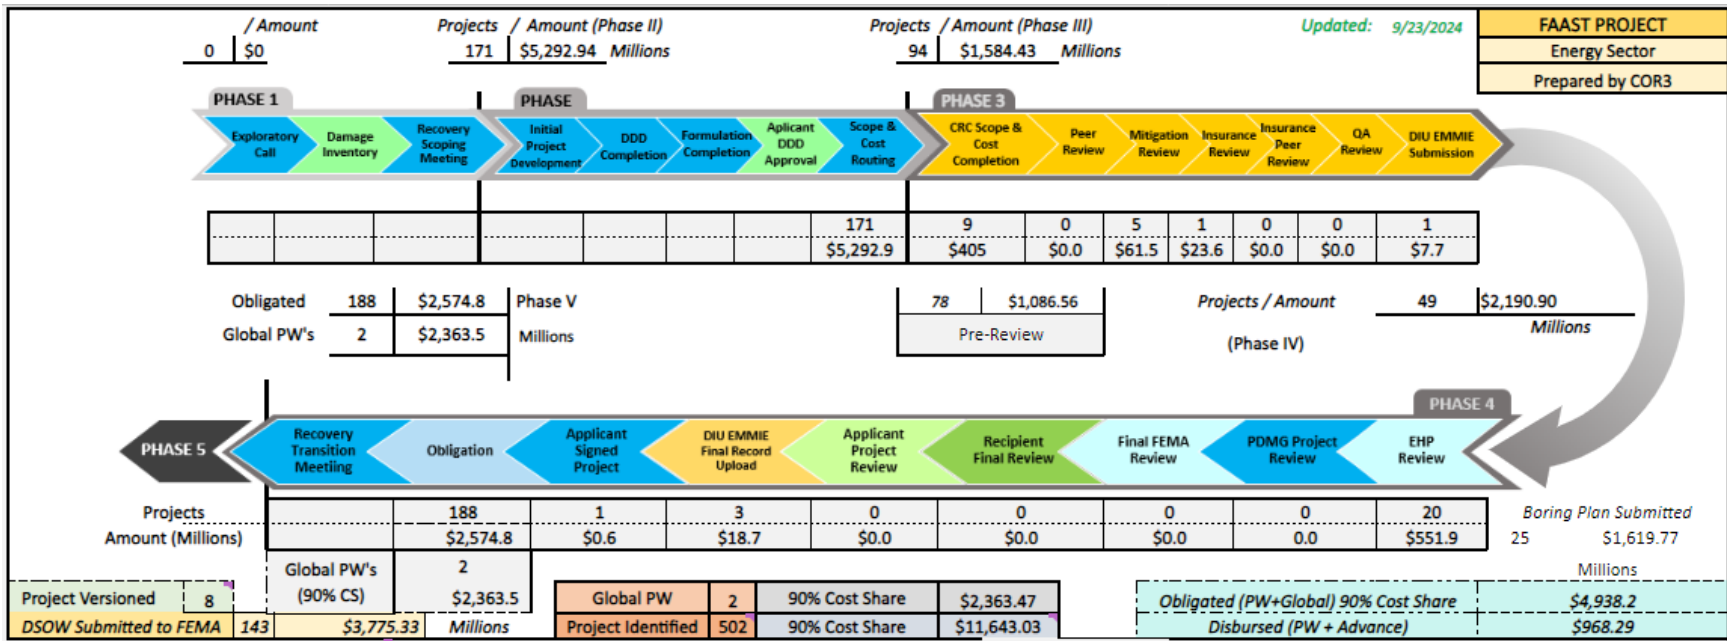 / Amount
Projects / Amount (Phase II)
Projects / Amount (Phase III)
Updated: 9/23/2024
FAAST PROJECT
0 $0
171 $5,292.94 Millions
94 $1,584.43 Millions
Energy Sector
Prepared by COR3
PHASE 1
PHASE
PHASE 3
Exploratory Call
Damage Inventory
Recovery Scoping Meeting
Initial Project Development
DDD Completion
Formulation Completion
Aplicant DDD Approval
Scope & Cost Routing
CRC Scope & Cost Completion
Peer Review
Mitigation Review
Insurance Review
Insurance Peer Review
QA Review
DIU EMMIE Submission
171 9 0 5 1 0 0 1
$5,292.9 $405 $0.0 $61.5 $23.6 $0.0 $0.0 $7.7
Obligated 188 $2,574.8 Phase V
78 $1,086.56
Projects / Amount 49 $2,190.90
Global PW's 2 $2,363.5 Millions
Pre-Review
Millions
(Phase IV)
PHASE 4
PHASE 5
Recovery Transition Meetiing
Obligation
Applicant Signed Project
DIU EMMIE Final Record Upload
Applicant Project Review
Recipient Final Review
Final FEMA Review
PDMG Project Review
EHP Review
Projects 188 1 3 0 0 0 0 20
Boring Plan Submitted
Amount (Millions) $2,574.8 $0.6 $18.7 $0.0 $0.0 $0.0 0.0 $551.9
25 $1,619.77
Global PW's 2
Millions
(90% CS) $2,363.5
Project Versioned 8
Global PW 2 90% Cost Share $2,363.47
Obligated (PW+Global) 90% Cost Share $4,938.2
DSOW Submitted to FEMA 143 $3,775.33 Millions
Project Identified 502 90% Cost Share $11,643.03
Disbursed (PW + Advance) $968.29